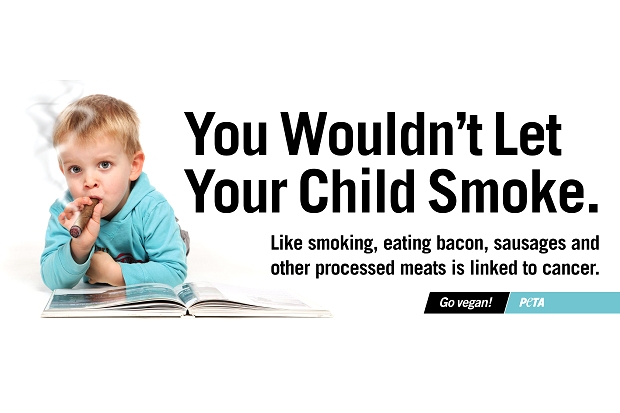 You Wouldn't Let
Your Child Smoke.
Like smoking, eating bacon, sausages and
other processed meats is linked to cancer.
Go vegan! PeTA